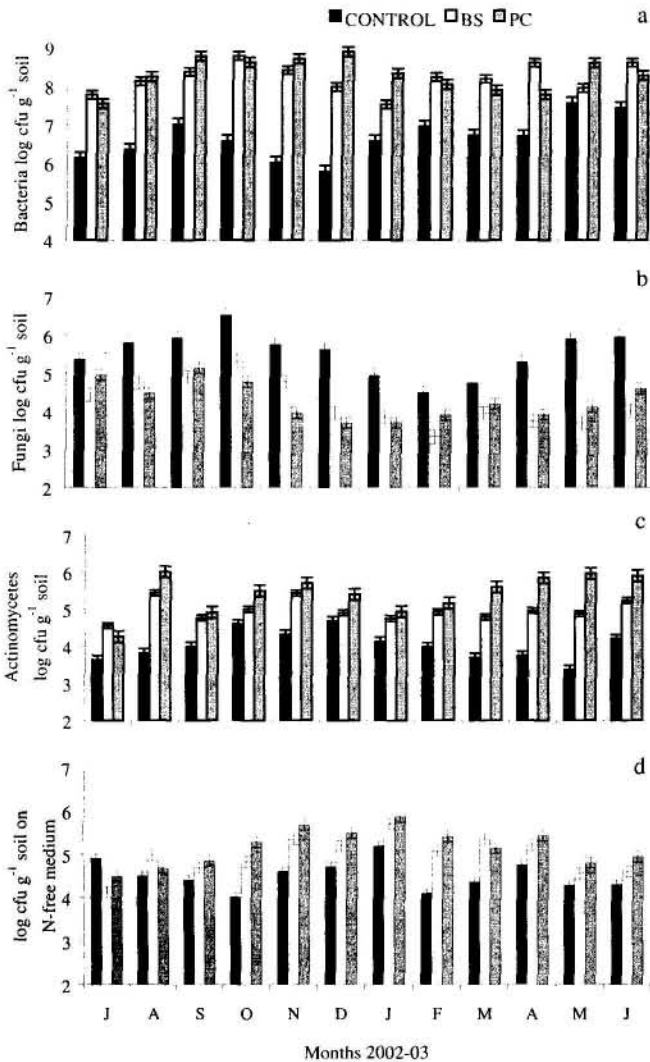 CONTROL BS PC
a
Bacteria log cfu g⁻¹ soil
9
8
7
6
5
4
b
Fungi log cfu g⁻¹ soil
7
6
5
4
3
2
c
Actinomycetes
log cfu g⁻¹ soil
7
6
5
4
3
2
d
log cfu g⁻¹ soil on
N-free medium
7
6
5
4
3
2
J A S O N D J F M A M J
Months 2002-03